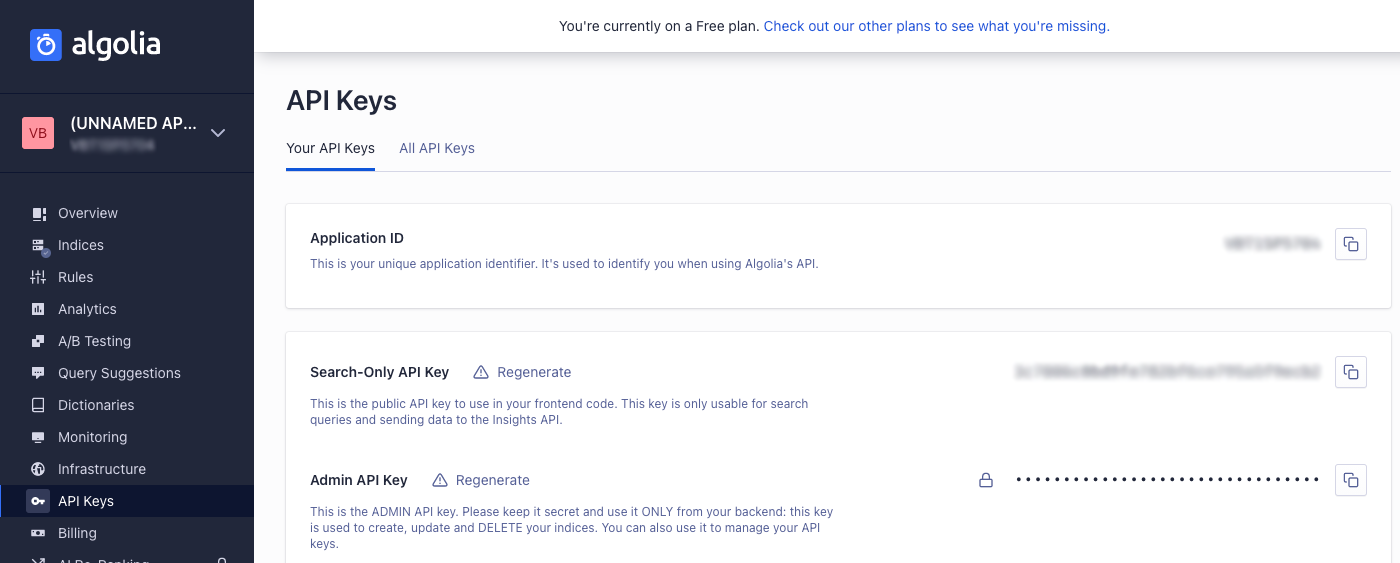 algolia
You're currently on a Free plan. Check out our other plans to see what you're missing.
VB
(UNNAMED AP...
Overview
Indices
Rules
Analytics
A/B Testing
Query Suggestions
Dictionaries
Monitoring
Infrastructure
API Keys
Billing
API Keys
Your API Keys All API Keys
Application ID
This is your unique application identifier. It's used to identify you when using Algolia's API.
Search-Only API Key Regenerate
This is the public API key to use in your frontend code. This key is only usable for search
queries and sending data to the Insights API.
Admin API Key Regenerate
••••••••••••••••••••••••••••••••
This is the ADMIN API key. Please keep it secret and use it ONLY from your backend: this key
is used to create, update and DELETE your indices. You can also use it to manage your API
keys.